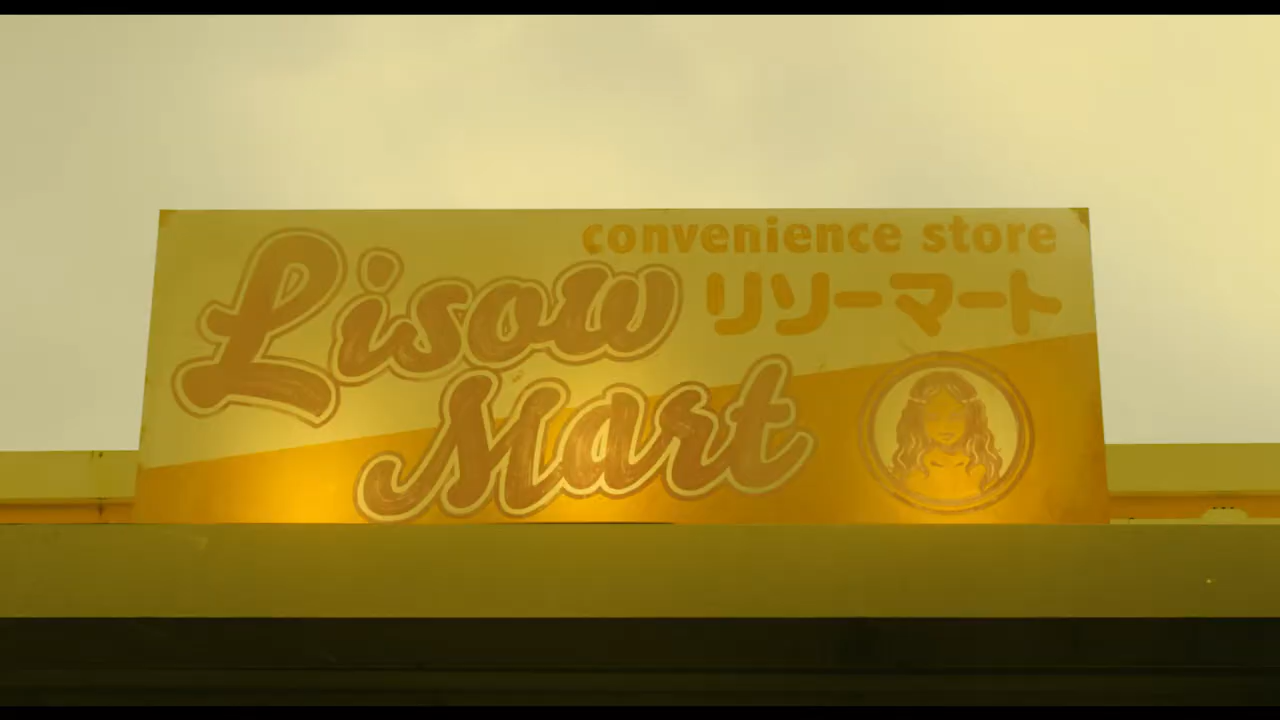 convenience store
Lisow
リソーマート
Mart